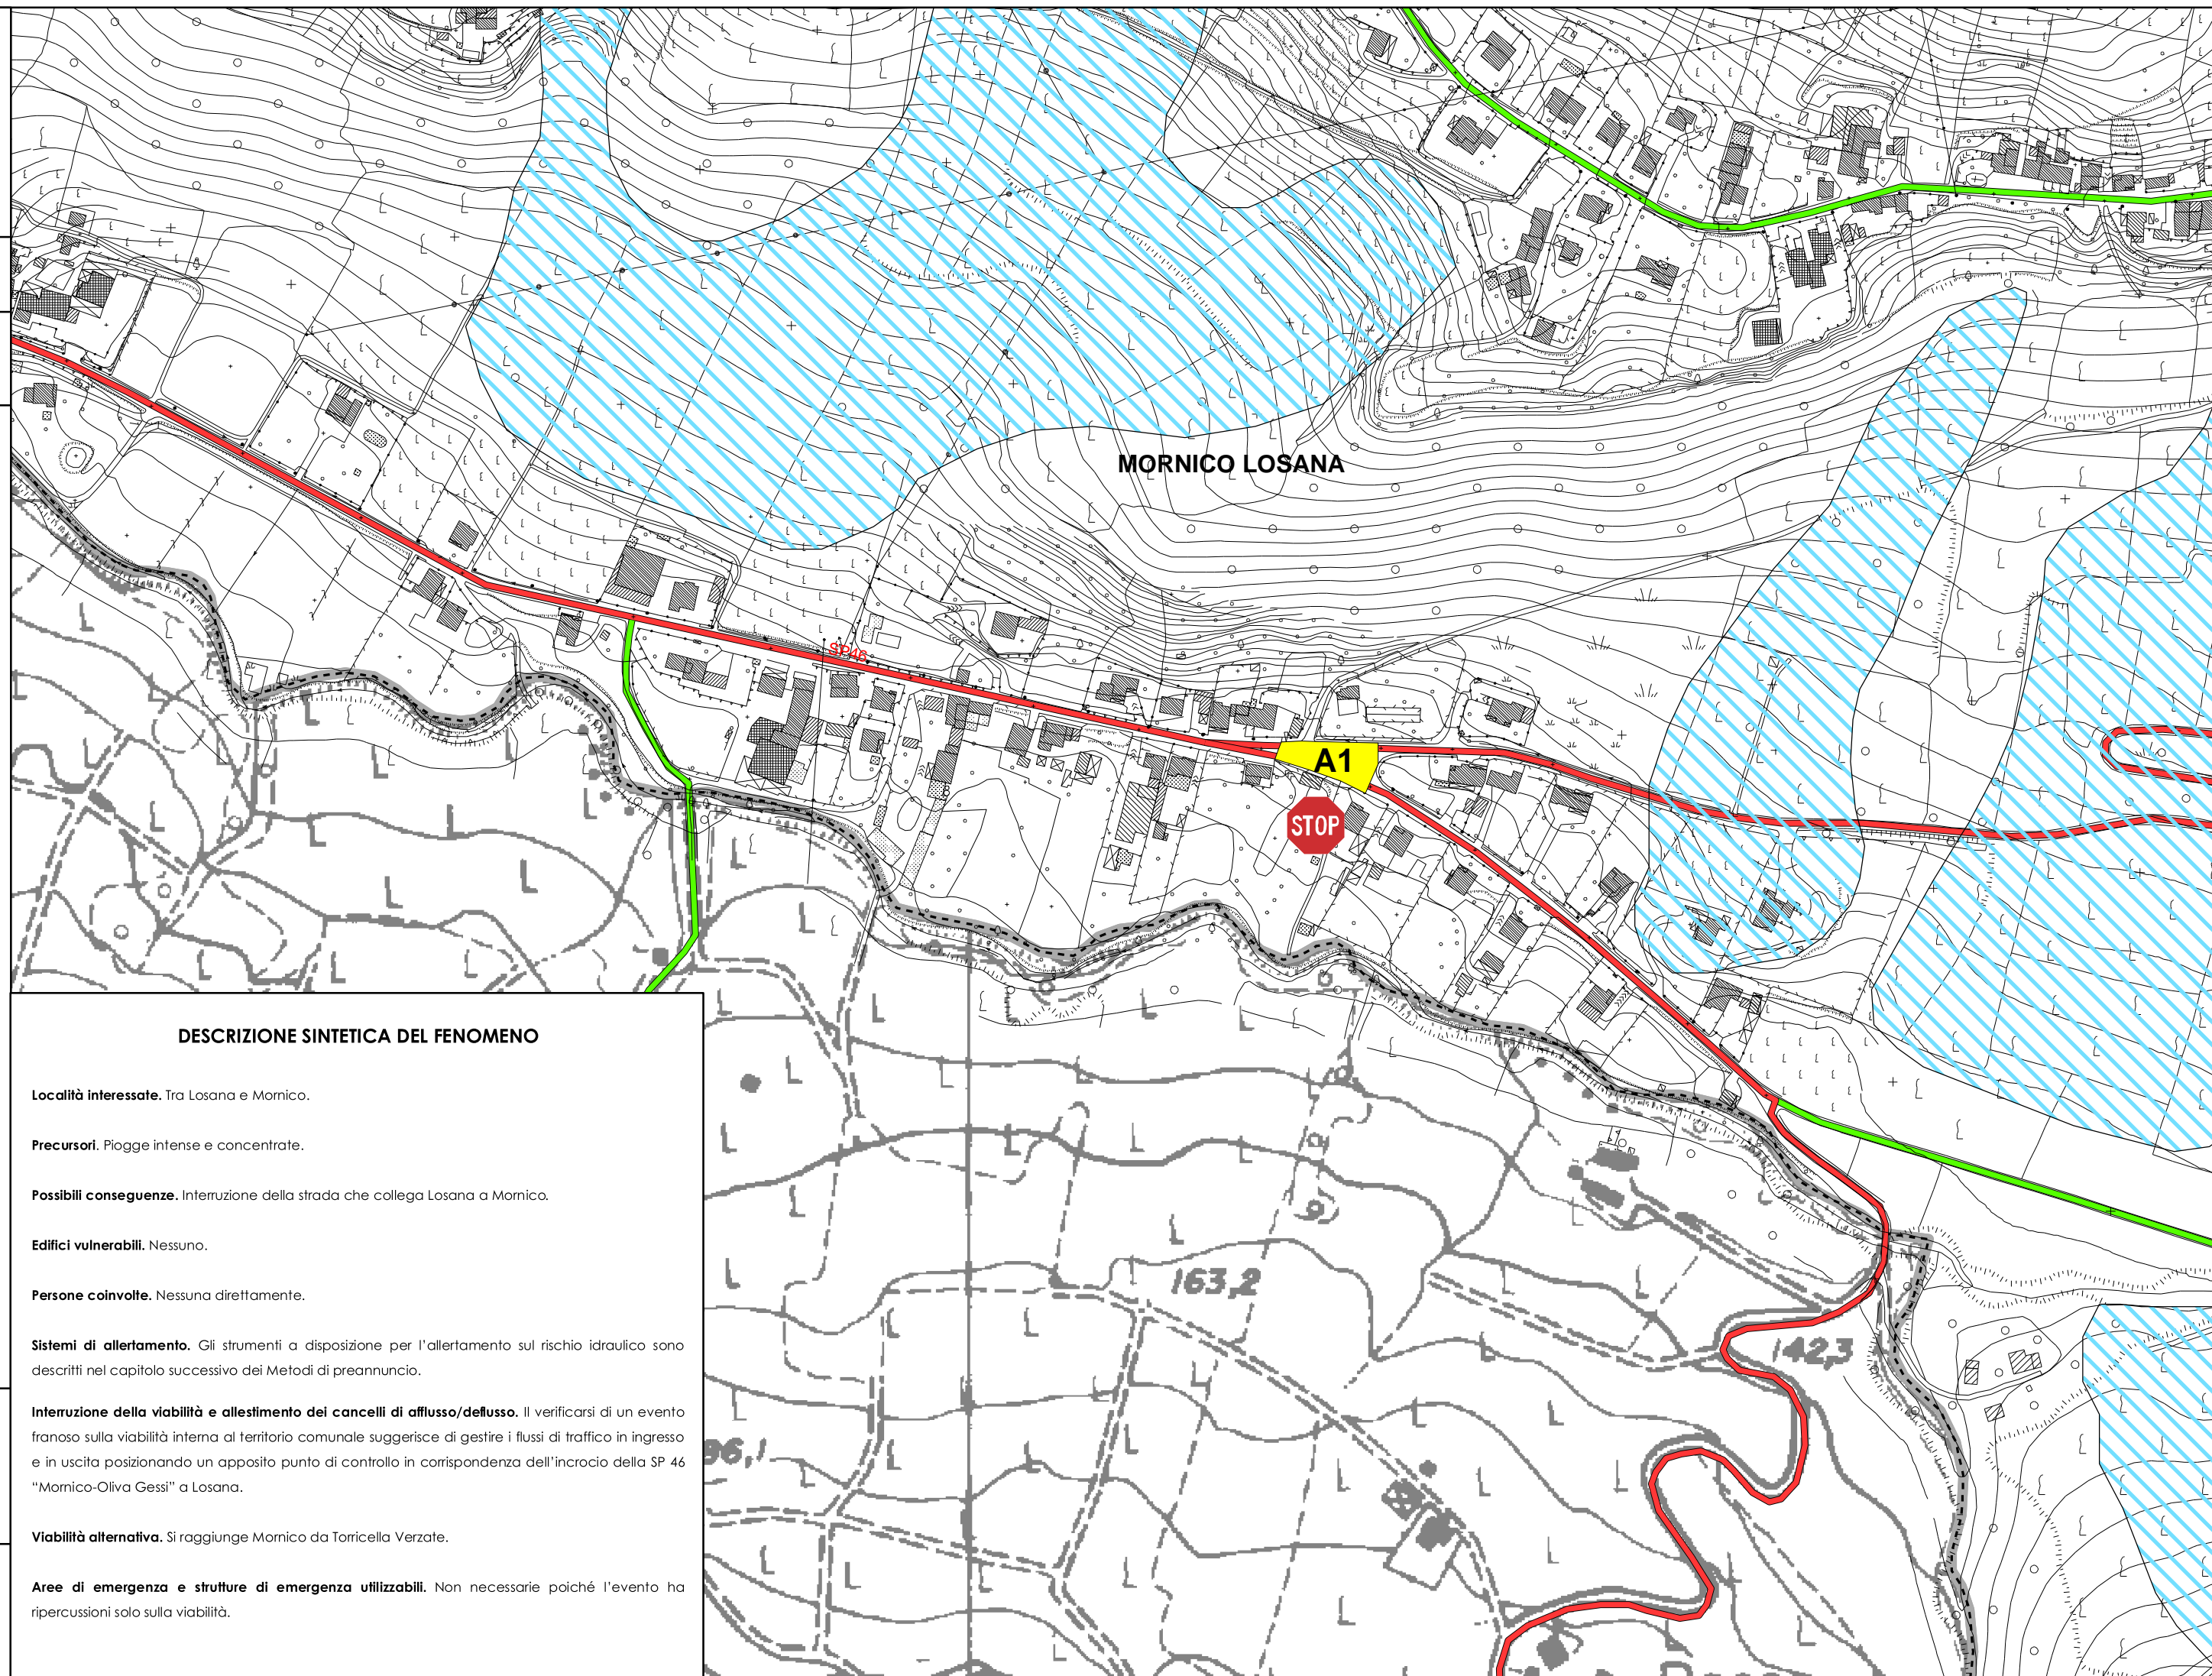 MORNICO LOSANA
SP46
A1
STOP
163,2
142,3
96,1
DESCRIZIONE SINTETICA DEL FENOMENO
Località interessate. Tra Losana e Mornico.
Precursori. Piogge intense e concentrate.
Possibili conseguenze. Interruzione della strada che collega Losana a Mornico.
Edifici vulnerabili. Nessuno.
Persone coinvolte. Nessuna direttamente.
Sistemi di allertamento. Gli strumenti a disposizione per l'allertamento sul rischio idraulico sono
descritti nel capitolo successivo dei Metodi di preannuncio.
Interruzione della viabilità e allestimento dei cancelli di afflusso/deflusso. Il verificarsi di un evento
franoso sulla viabilità interna al territorio comunale suggerisce di gestire i flussi di traffico in ingresso
e in uscita posizionando un apposito punto di controllo in corrispondenza dell'incrocio della SP 46
“Mornico-Oliva Gessi” a Losana.
Viabilità alternativa. Si raggiunge Mornico da Torricella Verzate.
Aree di emergenza e strutture di emergenza utilizzabili. Non necessarie poiché l'evento ha
ripercussioni solo sulla viabilità.